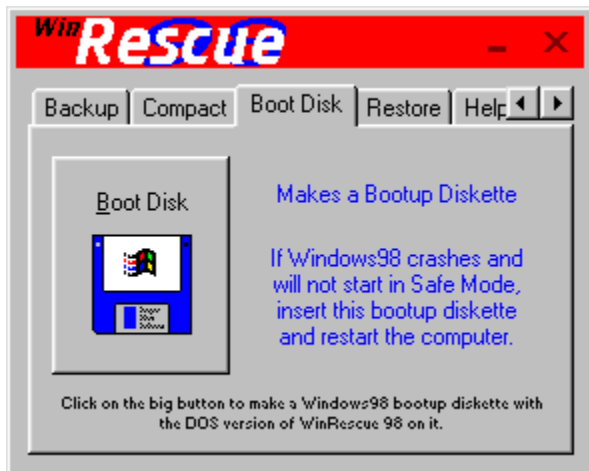 WinRescue
Backup Compact Boot Disk Restore Help
Boot Disk
Makes a Bootup Diskette
If Windows98 crashes and
will not start in Safe Mode,
insert this bootup diskette
and restart the computer.
Click on the big button to make a Windows98 bootup diskette with
the DOS version of WinRescue 98 on it.